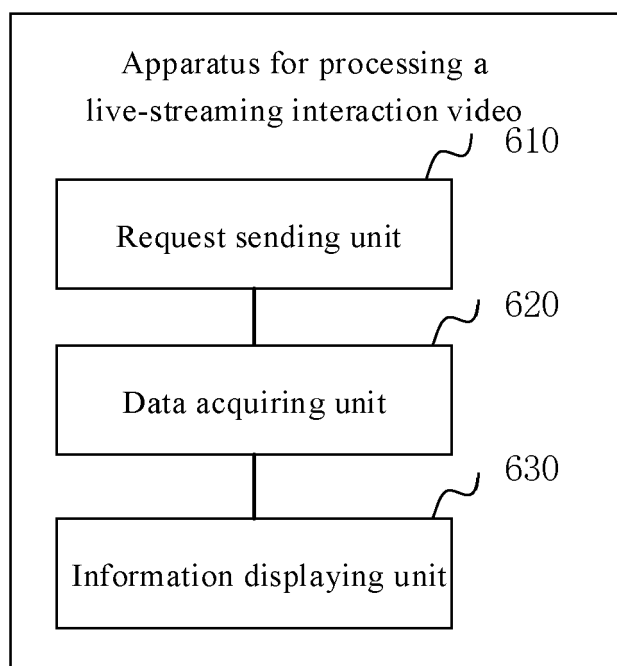 Apparatus for processing a
live-streaming interaction video
610
Request sending unit
620
Data acquiring unit
630
Information displaying unit